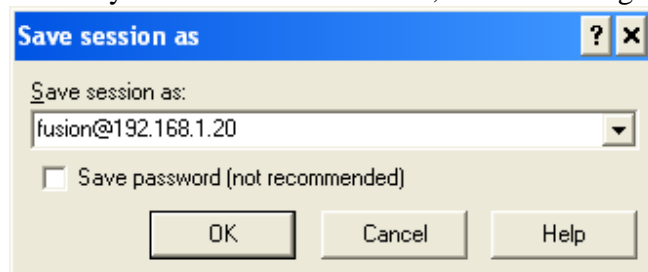 Save session as
? ×
Save session as:
fusion@192.168.1.20
Save password (not recommended)
OK Cancel Help